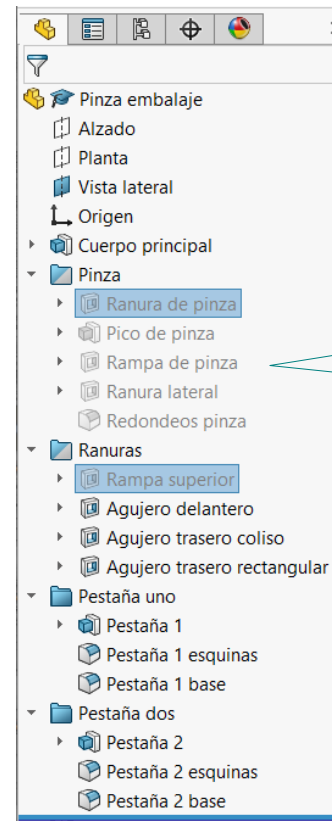 Pinza embalaje
Alzado
Planta
Vista lateral
Origen
Cuerpo principal
Pinza
Ranura de pinza
Pico de pinza
Rampa de pinza
Ranura lateral
Redondeos pinza
Ranuras
Rampa superior
Agujero delantero
Agujero trasero coliso
Agujero trasero rectangular
Pestaña uno
Pestaña 1
Pestaña 1 esquinas
Pestaña 1 base
Pestaña dos
Pestaña 2
Pestaña 2 esquinas
Pestaña 2 base